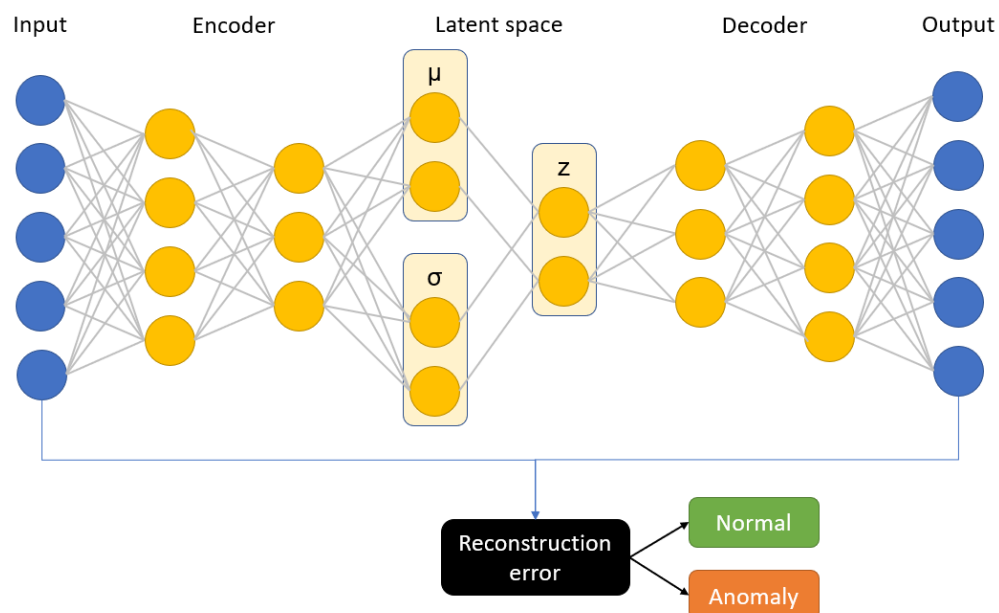 Input
Encoder
Latent space
Decoder
Output
μ
z
σ
Reconstruction
error
Normal
Anomaly